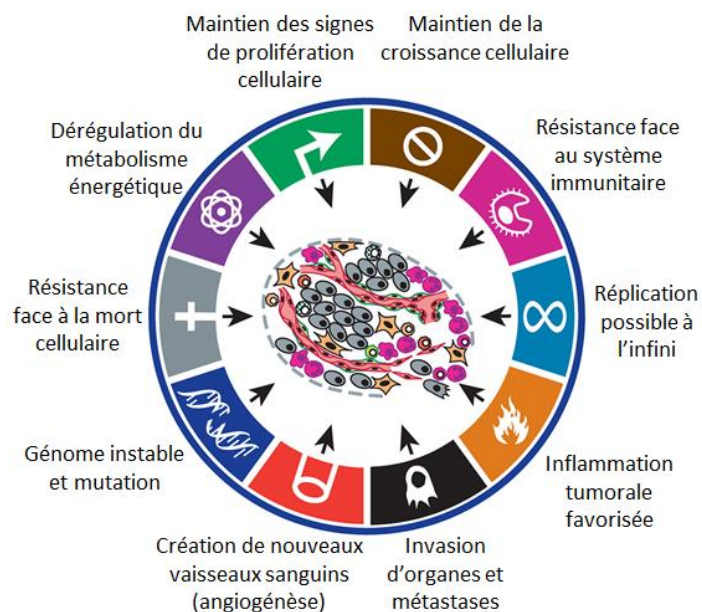 Maintien des signes
de prolifération
cellulaire
Maintien de la
croissance cellulaire
Résistance face
au système
immunitaire
Réplication
possible à
l'infini
Inflammation
tumorale
favorisée
Invasion
d'organes et
métastases
Création de nouveaux
vaisseaux sanguins
(angiogénèse)
Génome instable
et mutation
Résistance
face à la mort
cellulaire
Dérégulation du
métabolisme
énergétique